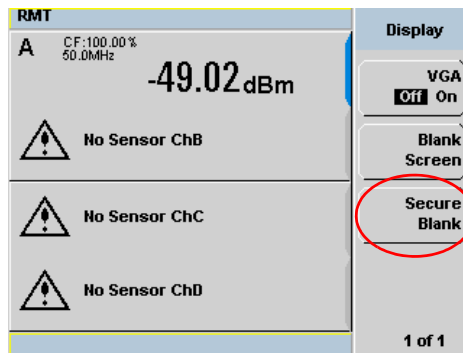 RMT
A
CF:100.00%
50.0MHz
-49.02dBm
No Sensor ChB
No Sensor ChC
No Sensor ChD
Display
VGA
Off On
Blank
Screen
Secure
Blank
1 of 1